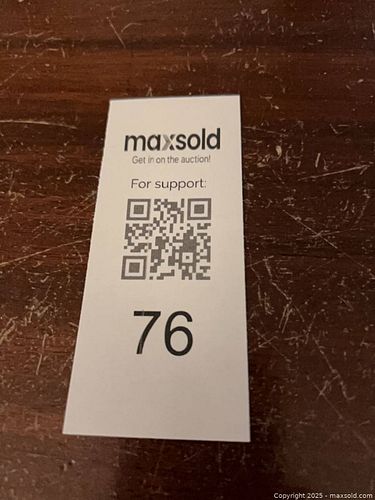 maxsold
Get in on the auction!
For support:
76
Copyright 2025 - maxsold.com